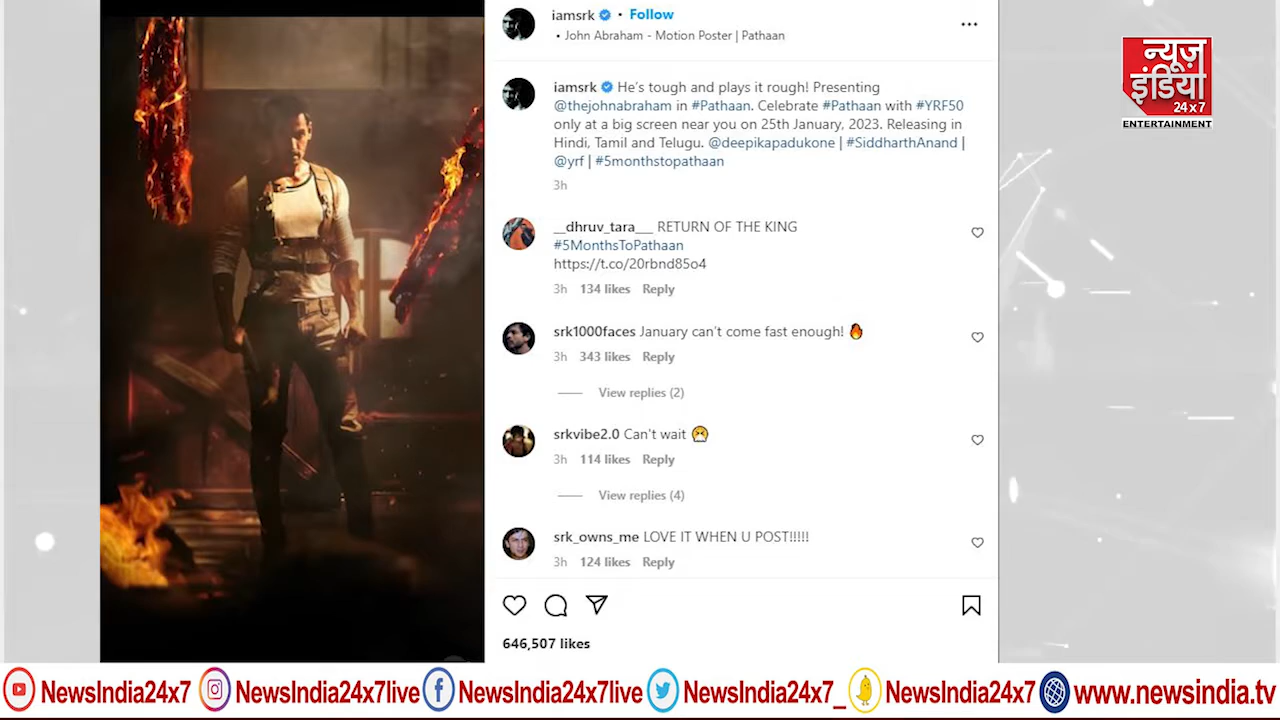 iamsrk • Follow
• John Abraham - Motion Poster | Pathaan
iamsrk He's tough and plays it rough! Presenting
@thejohnabraham in #Pathaan. Celebrate #Pathaan with #YRF50
only at a big screen near you on 25th January, 2023. Releasing in
Hindi, Tamil and Telugu. @deepikapadukone | #SiddharthAnand |
@yrf | #5monthstopathaan
3h
__dhruv_tara___ RETURN OF THE KING
#5MonthsToPathaan
https://t.co/20rbnd85o4
3h 134 likes Reply
srk1000faces January can't come fast enough! 🔥
3h 343 likes Reply
View replies (2)
srkvibe2.0 Can't wait 😭
3h 114 likes Reply
View replies (4)
srk_owns_me LOVE IT WHEN U POST!!!!!
3h 124 likes Reply
646,507 likes
न्यूज़
इंडिया
24x7
ENTERTAINMENT
NewsIndia24x7 NewsIndia24x7live NewsIndia24x7live NewsIndia24x7_ NewsIndia24x7 www.newsindia.tv